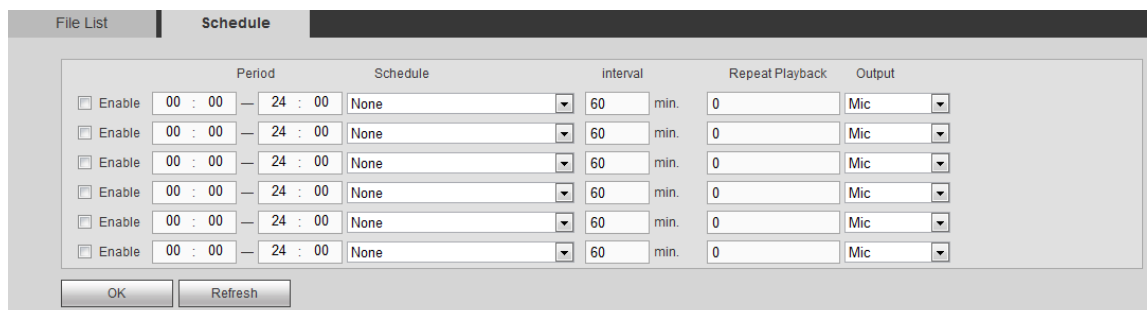 File List Schedule
Period Schedule interval Repeat Playback Output
Enable 00 : 00 — 24 : 00 None 60 min. 0 Mic
Enable 00 : 00 — 24 : 00 None 60 min. 0 Mic
Enable 00 : 00 — 24 : 00 None 60 min. 0 Mic
Enable 00 : 00 — 24 : 00 None 60 min. 0 Mic
Enable 00 : 00 — 24 : 00 None 60 min. 0 Mic
Enable 00 : 00 — 24 : 00 None 60 min. 0 Mic
OK Refresh